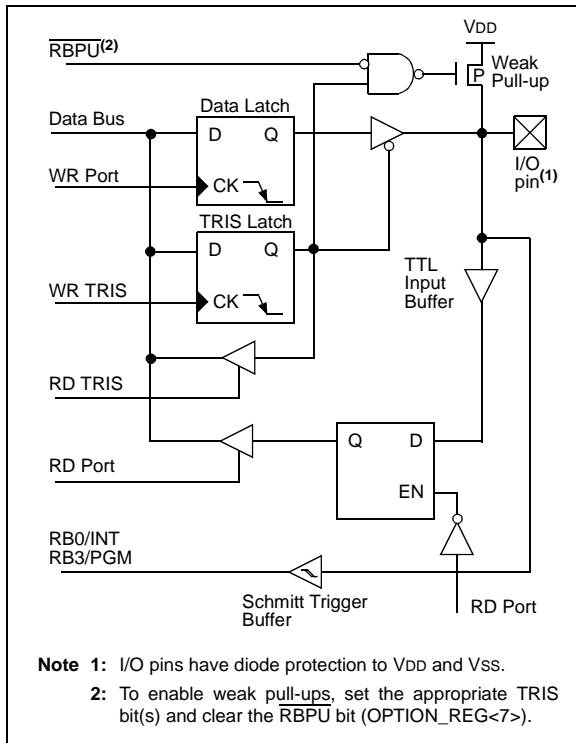 VDD
RBPU(2)
Weak
Pull-up
P
Data Bus
Data Latch
D Q
I/O
pin(1)
WR Port
CK
TRIS Latch
D Q
TTL
Input
Buffer
WR TRIS
CK
RD TRIS
Q D
RD Port
EN
RB0/INT
RB3/PGM
Schmitt Trigger
Buffer
RD Port
Note 1: I/O pins have diode protection to VDD and VSS.
2: To enable weak pull-ups, set the appropriate TRIS
bit(s) and clear the RBPU bit (OPTION_REG<7>).